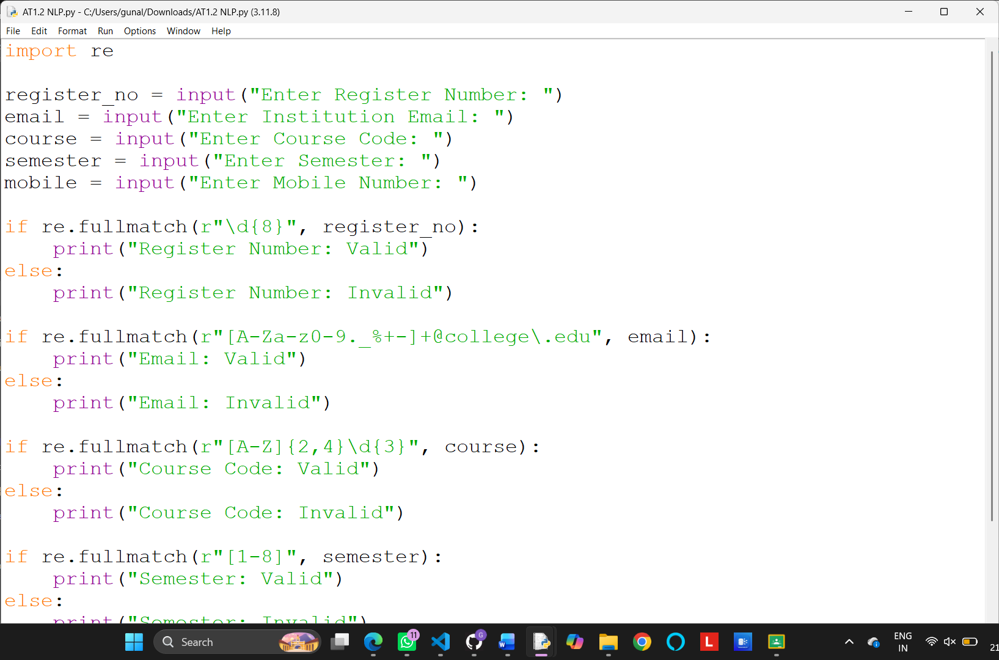 AT1.2 NLP.py - C:/Users/gunal/Downloads/AT1.2 NLP.py (3.11.8)
File Edit Format Run Options Window Help
import re
register_no = input("Enter Register Number: ")
email = input("Enter Institution Email: ")
course = input("Enter Course Code: ")
semester = input("Enter Semester: ")
mobile = input("Enter Mobile Number: ")
if re.fullmatch(r"\d{8}", register_no):
    print("Register Number: Valid")
else:
    print("Register Number: Invalid")
if re.fullmatch(r"[A-Za-z0-9._%+-]+@college\.edu", email):
    print("Email: Valid")
else:
    print("Email: Invalid")
if re.fullmatch(r"[A-Z]{2,4}\d{3}", course):
    print("Course Code: Valid")
else:
    print("Course Code: Invalid")
if re.fullmatch(r"[1-8]", semester):
    print("Semester: Valid")
else:
    print("Semester: Invalid")
Search
11
G
W
L
ENG
IN
21